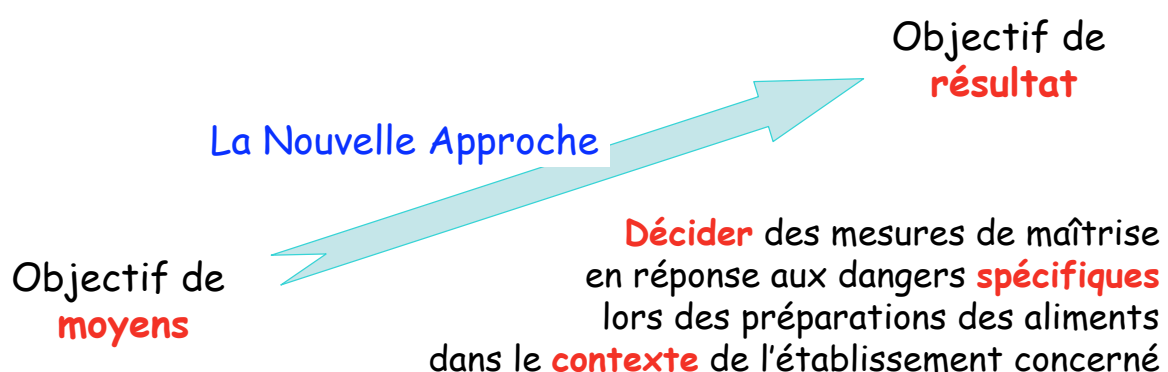 Objectif de
résultat
La Nouvelle Approche
Objectif de
moyens
Décider des mesures de maîtrise
en réponse aux dangers spécifiques
lors des préparations des aliments
dans le contexte de l'établissement concerné